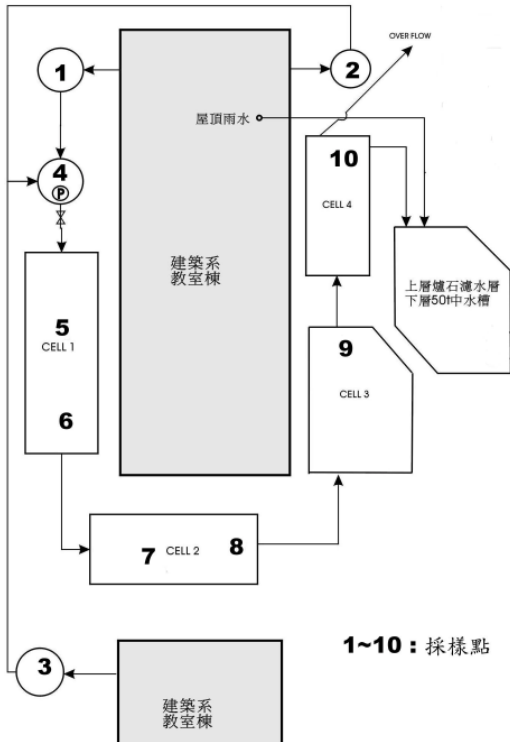 1
2
OVER FLOW
屋頂雨水
4
P
10
CELL 4
建築系
教室棟
上層爐石濾水層
下層50t中水槽
5
CELL 1
6
9
CELL 3
7 CELL 2 8
3
建築系
教室棟
1~10 : 採樣點